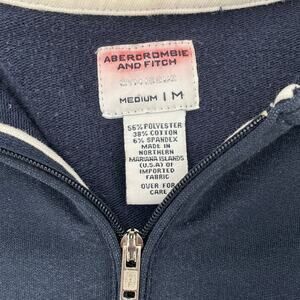 ABERCROMBIE
AND FITCH
MEDIUM | M
56% POLYESTER
38% COTTON
6% SPANDEX
MADE IN
NORTHERN
MARIANA ISLANDS
(U.S.A) OF
IMPORTED
FABRIC
OVER FOR
CARE